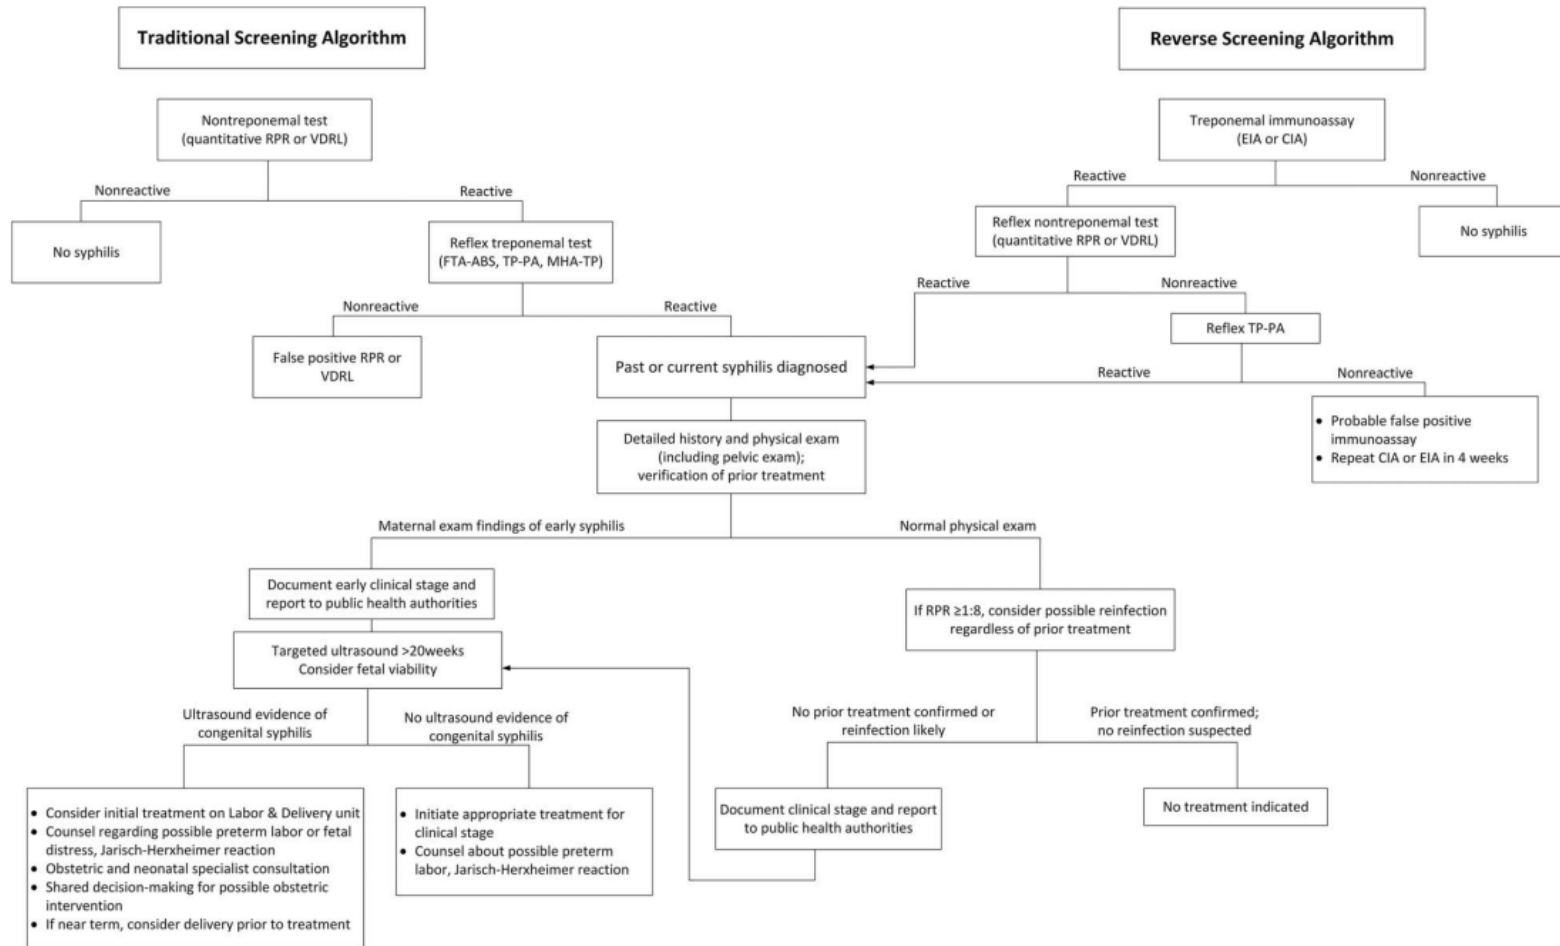 Traditional Screening Algorithm
Reverse Screening Algorithm
Nontreponemal test
(quantitative RPR or VDRL)
Treponemal immunoassay
(EIA or CIA)
Nonreactive
Reactive
Reactive
Nonreactive
No syphilis
Reflex treponemal test
(FTA-ABS, TP-PA, MHA-TP)
Reflex nontreponemal test
(quantitative RPR or VDRL)
No syphilis
Nonreactive
Reactive
Reactive
Nonreactive
False positive RPR or
VDRL
Past or current syphilis diagnosed
Reflex TP-PA
Reactive
Nonreactive
• Probable false positive
immunoassay
• Repeat CIA or EIA in 4 weeks
Detailed history and physical exam
(including pelvic exam);
verification of prior treatment
Maternal exam findings of early syphilis
Normal physical exam
Document early clinical stage and
report to public health authorities
If RPR ≥1:8, consider possible reinfection
regardless of prior treatment
Targeted ultrasound >20weeks
Consider fetal viability
Ultrasound evidence of
congenital syphilis
No ultrasound evidence of
congenital syphilis
No prior treatment confirmed or
reinfection likely
Prior treatment confirmed;
no reinfection suspected
• Consider initial treatment on Labor & Delivery unit
• Counsel regarding possible preterm labor or fetal
distress, Jarisch-Herxheimer reaction
• Obstetric and neonatal specialist consultation
• Shared decision-making for possible obstetric
intervention
• If near term, consider delivery prior to treatment
• Initiate appropriate treatment for
clinical stage
• Counsel about possible preterm
labor, Jarisch-Herxheimer reaction
Document clinical stage and report
to public health authorities
No treatment indicated